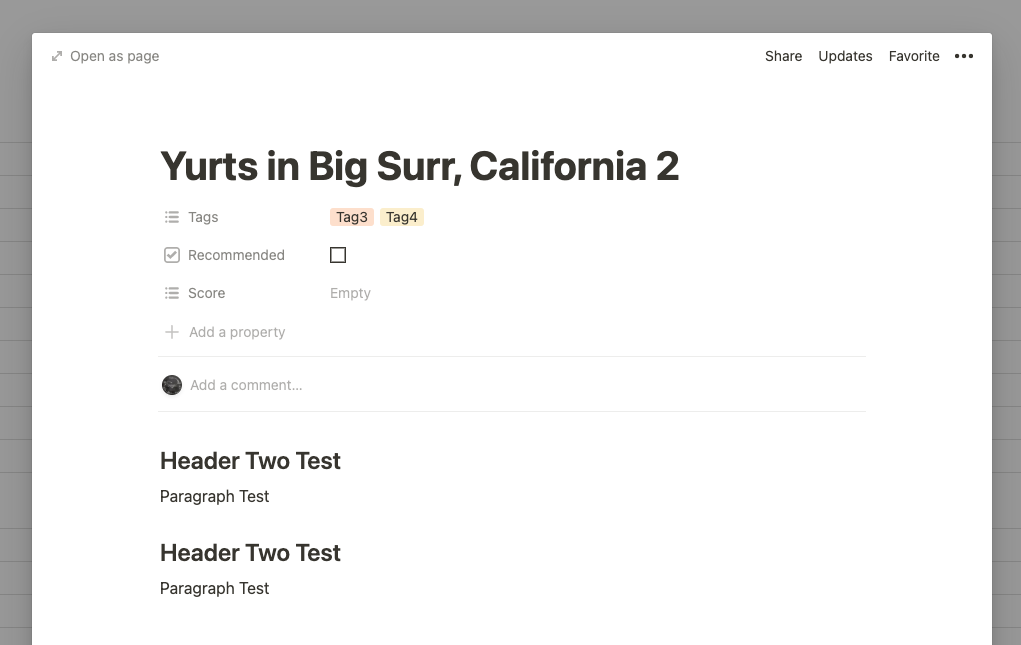 Open as page
Share Updates Favorite
Yurts in Big Surr, California 2
Tags Tag3 Tag4
Recommended
Score Empty
Add a property
Add a comment...
Header Two Test
Paragraph Test
Header Two Test
Paragraph Test